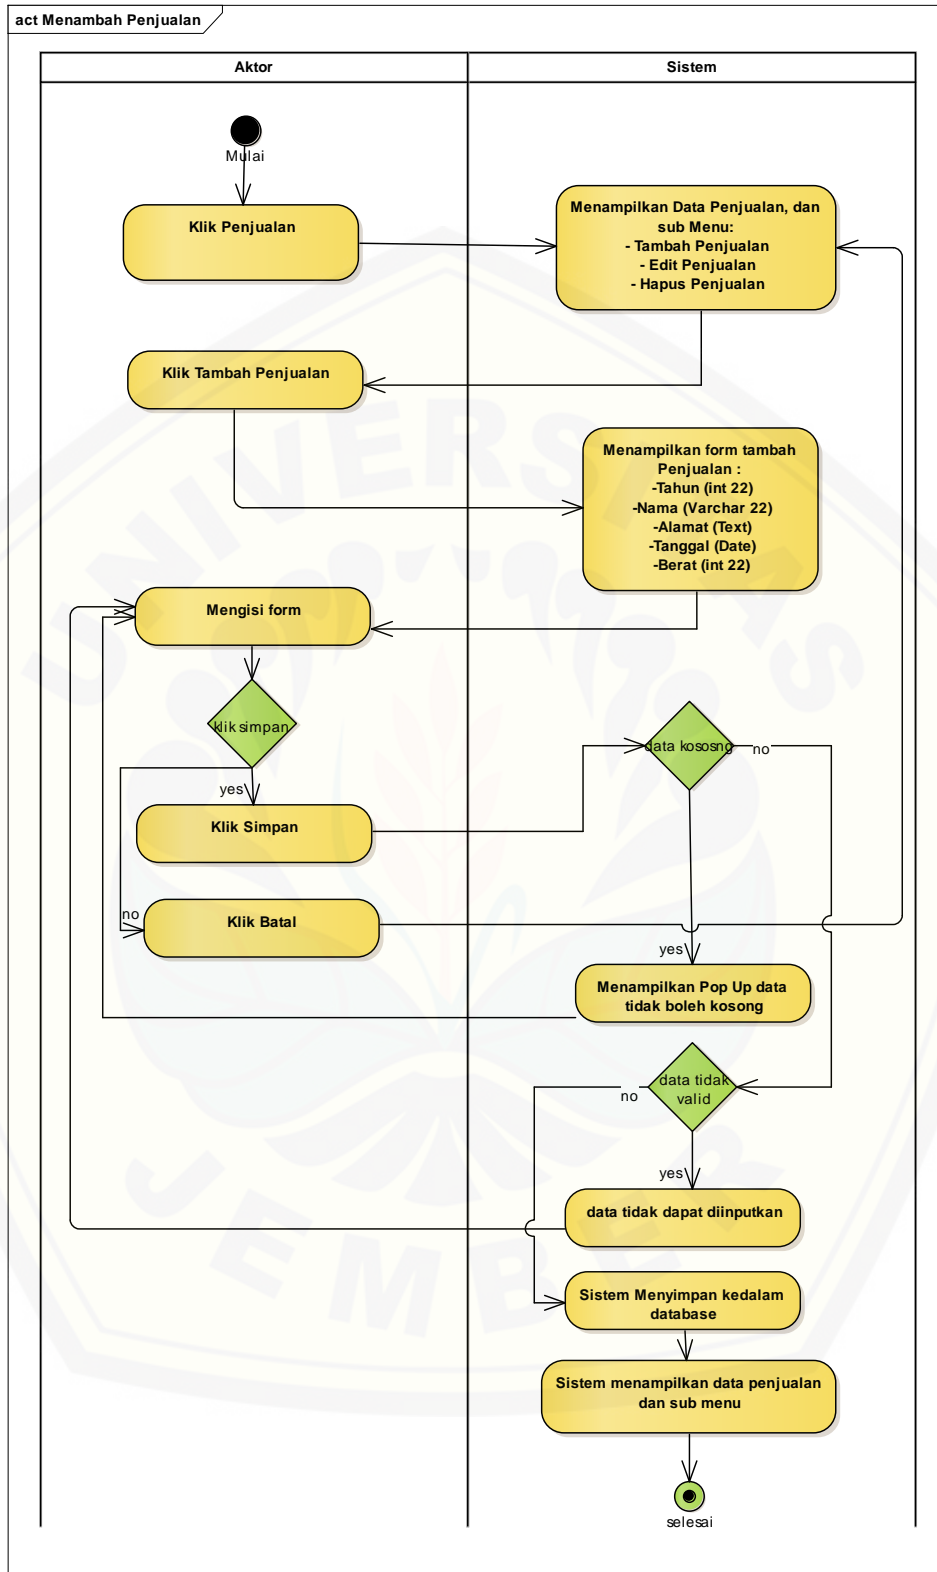 act Menambah Penjualan
Aktor
Sistem
Mulai
Klik Penjualan
Menampilkan Data Penjualan, dan
sub Menu:
- Tambah Penjualan
- Edit Penjualan
- Hapus Penjualan
Klik Tambah Penjualan
Menampilkan form tambah
Penjualan :
-Tahun (int 22)
-Nama (Varchar 22)
-Alamat (Text)
-Tanggal (Date)
-Berat (int 22)
Mengisi form
klik simpan
data kososng
no
yes
Klik Simpan
no
Klik Batal
yes
Menampilkan Pop Up data
tidak boleh kosong
data tidak
valid
no
yes
data tidak dapat diinputkan
Sistem Menyimpan kedalam
database
Sistem menampilkan data penjualan
dan sub menu
selesai
UNIVERSITAS
JEMBER